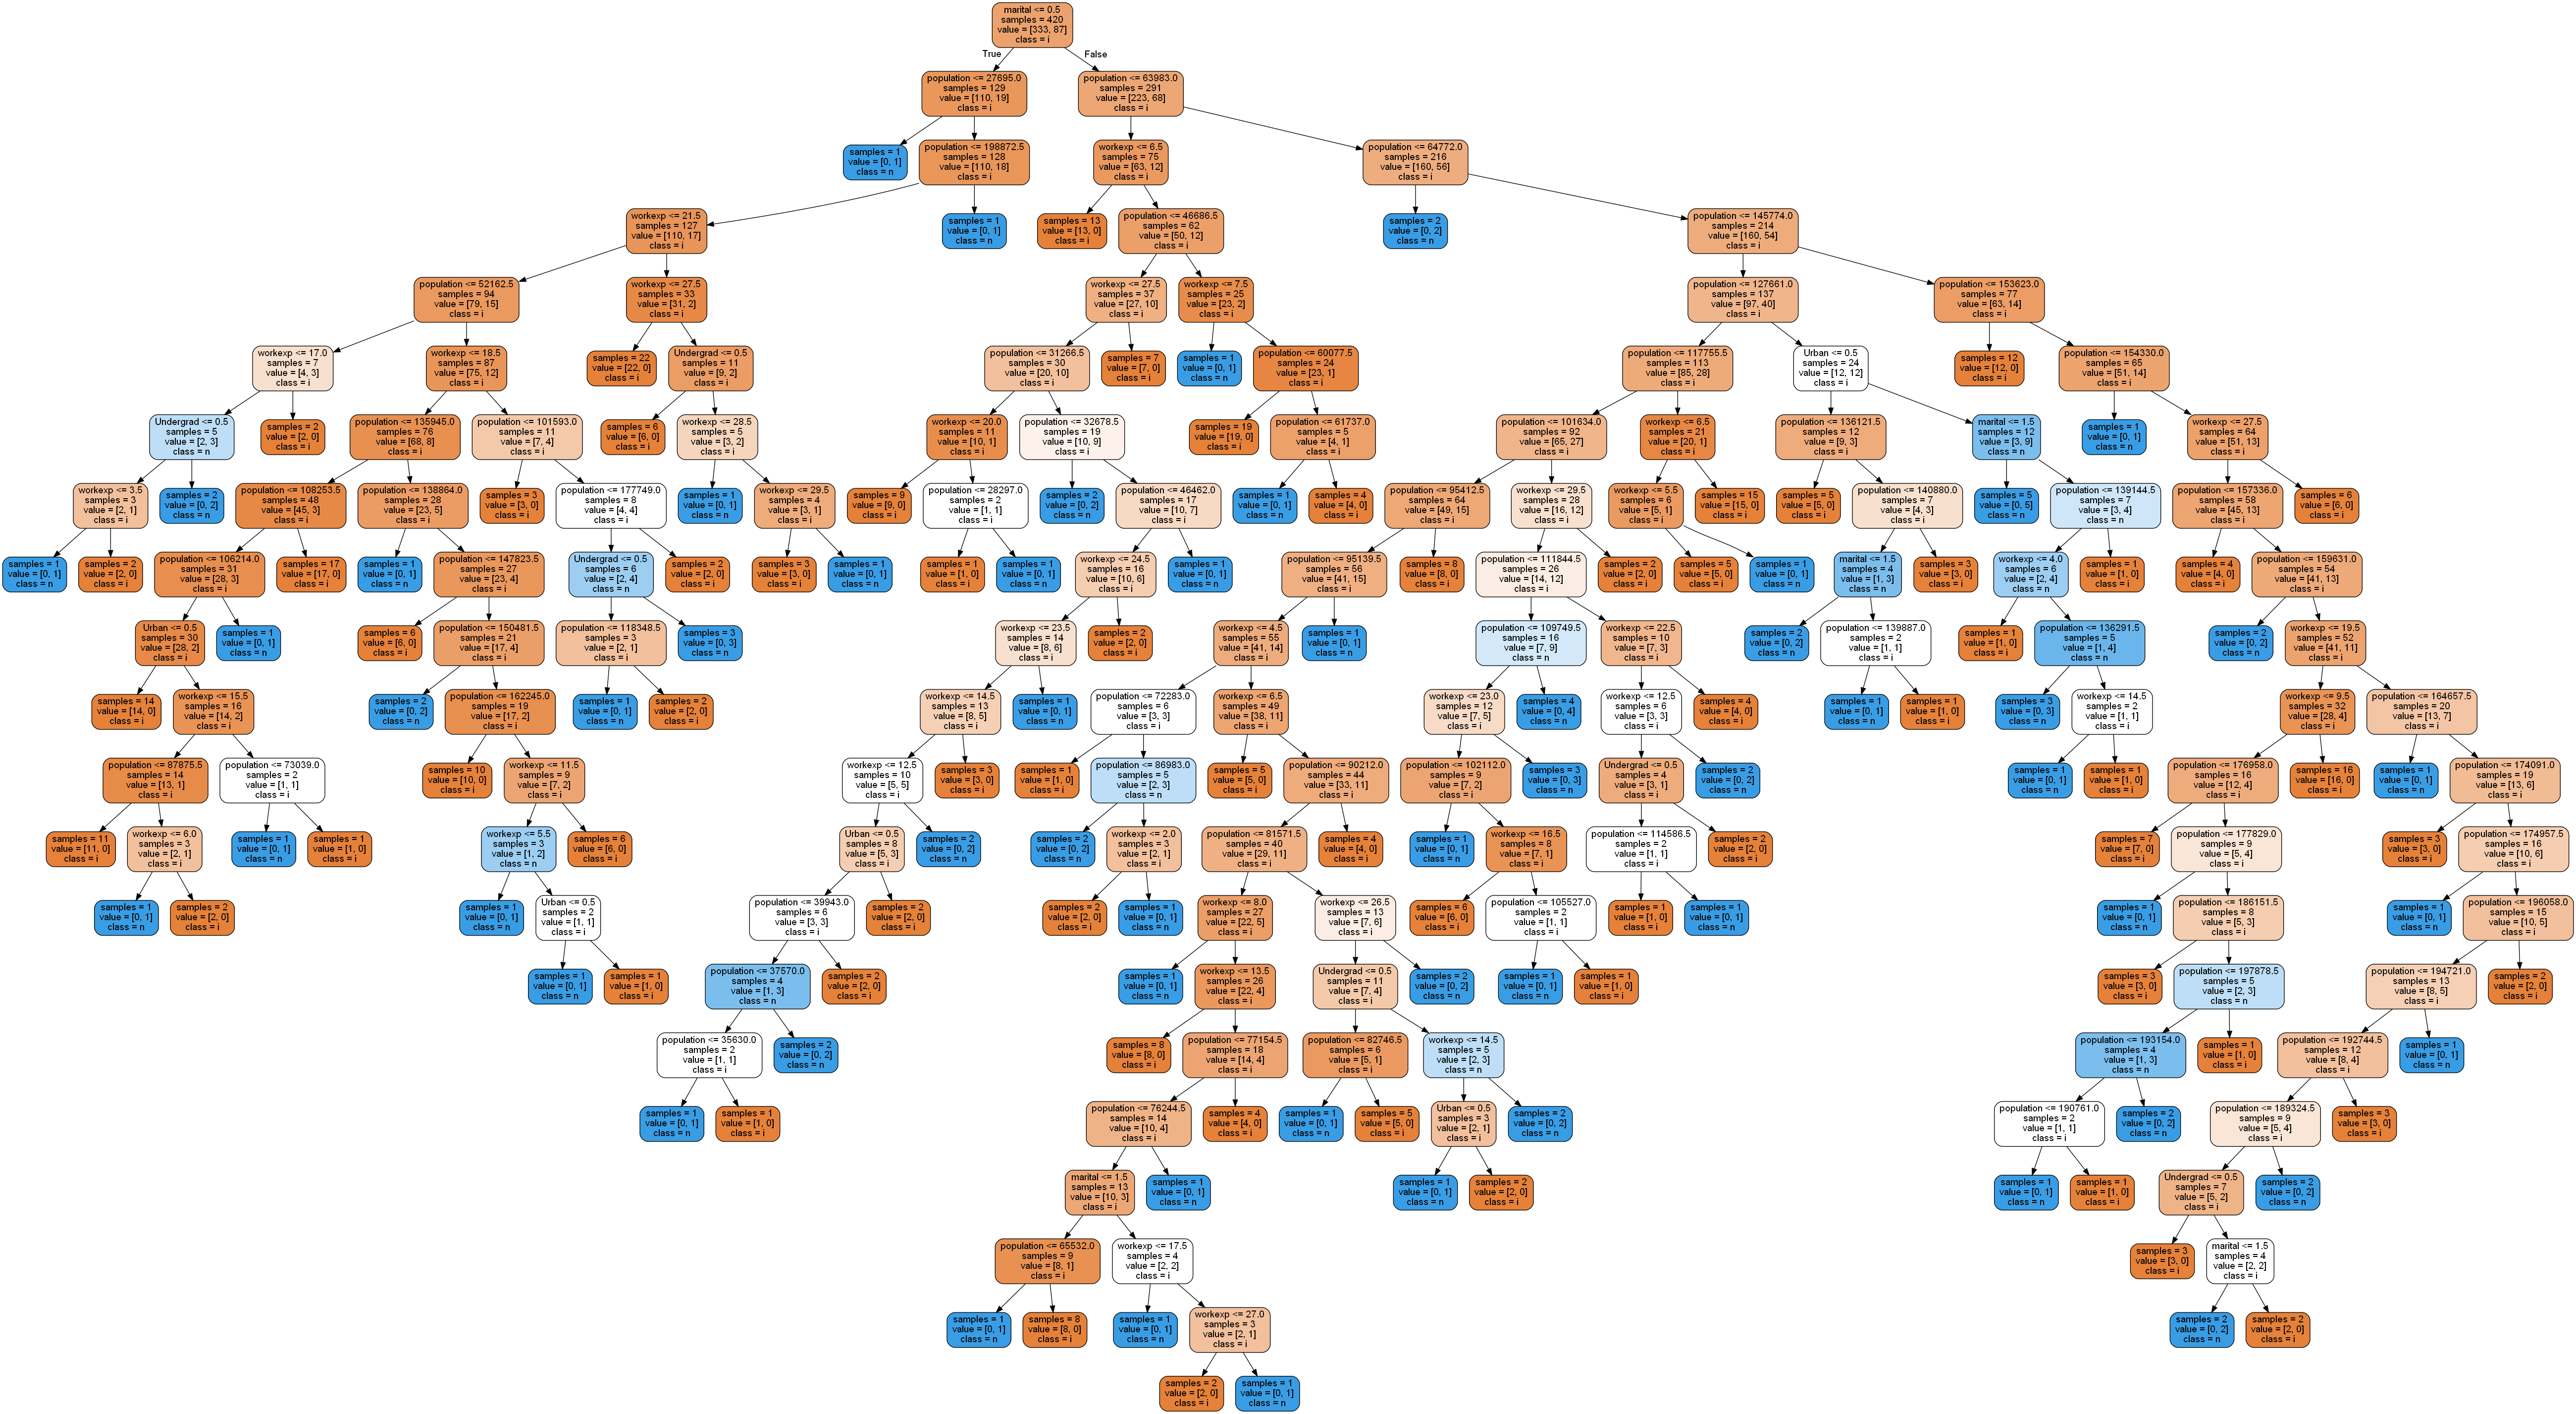 marital <= 0.5
samples = 420
value = [333, 87]
class = i
True
False
population <= 27695.0
samples = 129
value = [110, 19]
class = i
population <= 63983.0
samples = 291
value = [223, 68]
class = i
samples = 1
value = [0, 1]
class = n
population <= 198872.5
samples = 128
value = [110, 18]
class = i
workexp <= 6.5
samples = 75
value = [63, 12]
class = i
population <= 64772.0
samples = 216
value = [160, 56]
class = i
workexp <= 21.5
samples = 127
value = [110, 17]
class = i
samples = 1
value = [0, 1]
class = n
samples = 13
value = [13, 0]
class = i
population <= 46686.5
samples = 62
value = [50, 12]
class = i
samples = 2
value = [0, 2]
class = n
population <= 145774.0
samples = 214
value = [160, 54]
class = i
population <= 52162.5
samples = 94
value = [79, 15]
class = i
workexp <= 27.5
samples = 33
value = [31, 2]
class = i
workexp <= 27.5
samples = 37
value = [27, 10]
class = i
workexp <= 7.5
samples = 25
value = [23, 2]
class = i
population <= 127661.0
samples = 137
value = [97, 40]
class = i
population <= 153623.0
samples = 77
value = [63, 14]
class = i
workexp <= 17.0
samples = 7
value = [4, 3]
class = i
workexp <= 18.5
samples = 87
value = [75, 12]
class = i
samples = 22
value = [22, 0]
class = i
Undergrad <= 0.5
samples = 11
value = [9, 2]
class = i
population <= 31266.5
samples = 30
value = [20, 10]
class = i
samples = 7
value = [7, 0]
class = i
samples = 1
value = [0, 1]
class = n
population <= 60077.5
samples = 24
value = [23, 1]
class = i
population <= 117755.5
samples = 113
value = [85, 28]
class = i
Urban <= 0.5
samples = 24
value = [12, 12]
class = i
samples = 12
value = [12, 0]
class = i
population <= 154330.0
samples = 65
value = [51, 14]
class = i
Undergrad <= 0.5
samples = 5
value = [2, 3]
class = n
samples = 2
value = [2, 0]
class = i
population <= 135945.0
samples = 76
value = [68, 8]
class = i
population <= 101593.0
samples = 11
value = [7, 4]
class = i
samples = 6
value = [6, 0]
class = i
workexp <= 28.5
samples = 5
value = [3, 2]
class = i
workexp <= 20.0
samples = 11
value = [10, 1]
class = i
population <= 32678.5
samples = 19
value = [10, 9]
class = i
samples = 19
value = [19, 0]
class = i
population <= 61737.0
samples = 5
value = [4, 1]
class = i
population <= 101634.0
samples = 92
value = [65, 27]
class = i
workexp <= 6.5
samples = 21
value = [20, 1]
class = i
population <= 136121.5
samples = 12
value = [9, 3]
class = i
marital <= 1.5
samples = 12
value = [3, 9]
class = n
samples = 1
value = [0, 1]
class = n
workexp <= 27.5
samples = 64
value = [51, 13]
class = i
workexp <= 3.5
samples = 3
value = [2, 1]
class = i
samples = 2
value = [0, 2]
class = n
population <= 108253.5
samples = 48
value = [45, 3]
class = i
population <= 138864.0
samples = 28
value = [23, 5]
class = i
samples = 3
value = [3, 0]
class = i
population <= 177749.0
samples = 8
value = [4, 4]
class = i
samples = 1
value = [0, 1]
class = n
workexp <= 29.5
samples = 4
value = [3, 1]
class = i
samples = 9
value = [9, 0]
class = i
population <= 28297.0
samples = 2
value = [1, 1]
class = i
samples = 2
value = [0, 2]
class = n
population <= 46462.0
samples = 17
value = [10, 7]
class = i
samples = 1
value = [0, 1]
class = n
samples = 4
value = [4, 0]
class = i
population <= 95412.5
samples = 64
value = [49, 15]
class = i
workexp <= 29.5
samples = 28
value = [16, 12]
class = i
workexp <= 5.5
samples = 6
value = [5, 1]
class = i
samples = 15
value = [15, 0]
class = i
samples = 5
value = [5, 0]
class = i
population <= 140880.0
samples = 7
value = [4, 3]
class = i
samples = 5
value = [0, 5]
class = n
population <= 139144.5
samples = 7
value = [3, 4]
class = n
population <= 157336.0
samples = 58
value = [45, 13]
class = i
samples = 6
value = [6, 0]
class = i
samples = 1
value = [0, 1]
class = n
samples = 2
value = [2, 0]
class = i
population <= 106214.0
samples = 31
value = [28, 3]
class = i
samples = 17
value = [17, 0]
class = i
samples = 1
value = [0, 1]
class = n
population <= 147823.5
samples = 27
value = [23, 4]
class = i
Undergrad <= 0.5
samples = 6
value = [2, 4]
class = n
samples = 2
value = [2, 0]
class = i
samples = 3
value = [3, 0]
class = i
samples = 1
value = [0, 1]
class = n
samples = 1
value = [1, 0]
class = i
samples = 1
value = [0, 1]
class = n
workexp <= 24.5
samples = 16
value = [10, 6]
class = i
samples = 1
value = [0, 1]
class = n
population <= 95139.5
samples = 56
value = [41, 15]
class = i
samples = 8
value = [8, 0]
class = i
population <= 111844.5
samples = 26
value = [14, 12]
class = i
samples = 2
value = [2, 0]
class = i
samples = 5
value = [5, 0]
class = i
samples = 1
value = [0, 1]
class = n
marital <= 1.5
samples = 4
value = [1, 3]
class = n
samples = 3
value = [3, 0]
class = i
workexp <= 4.0
samples = 6
value = [2, 4]
class = n
samples = 1
value = [1, 0]
class = i
samples = 4
value = [4, 0]
class = i
population <= 159631.0
samples = 54
value = [41, 13]
class = i
Urban <= 0.5
samples = 30
value = [28, 2]
class = i
samples = 1
value = [0, 1]
class = n
samples = 6
value = [6, 0]
class = i
population <= 150481.5
samples = 21
value = [17, 4]
class = i
population <= 118348.5
samples = 3
value = [2, 1]
class = i
samples = 3
value = [0, 3]
class = n
workexp <= 23.5
samples = 14
value = [8, 6]
class = i
samples = 2
value = [2, 0]
class = i
workexp <= 4.5
samples = 55
value = [41, 14]
class = i
samples = 1
value = [0, 1]
class = n
population <= 109749.5
samples = 16
value = [7, 9]
class = n
workexp <= 22.5
samples = 10
value = [7, 3]
class = i
samples = 2
value = [0, 2]
class = n
population <= 139887.0
samples = 2
value = [1, 1]
class = i
samples = 1
value = [1, 0]
class = i
population <= 136291.5
samples = 5
value = [1, 4]
class = n
samples = 2
value = [0, 2]
class = n
workexp <= 19.5
samples = 52
value = [41, 11]
class = i
samples = 14
value = [14, 0]
class = i
workexp <= 15.5
samples = 16
value = [14, 2]
class = i
samples = 2
value = [0, 2]
class = n
population <= 162245.0
samples = 19
value = [17, 2]
class = i
samples = 1
value = [0, 1]
class = n
samples = 2
value = [2, 0]
class = i
workexp <= 14.5
samples = 13
value = [8, 5]
class = i
samples = 1
value = [0, 1]
class = n
population <= 72283.0
samples = 6
value = [3, 3]
class = i
workexp <= 6.5
samples = 49
value = [38, 11]
class = i
workexp <= 23.0
samples = 12
value = [7, 5]
class = i
samples = 4
value = [0, 4]
class = n
workexp <= 12.5
samples = 6
value = [3, 3]
class = i
samples = 4
value = [4, 0]
class = i
samples = 1
value = [0, 1]
class = n
samples = 1
value = [1, 0]
class = i
samples = 3
value = [0, 3]
class = n
workexp <= 14.5
samples = 2
value = [1, 1]
class = i
workexp <= 9.5
samples = 32
value = [28, 4]
class = i
population <= 164657.5
samples = 20
value = [13, 7]
class = i
population <= 87875.5
samples = 14
value = [13, 1]
class = i
population <= 73039.0
samples = 2
value = [1, 1]
class = i
samples = 10
value = [10, 0]
class = i
workexp <= 11.5
samples = 9
value = [7, 2]
class = i
workexp <= 12.5
samples = 10
value = [5, 5]
class = i
samples = 3
value = [3, 0]
class = i
samples = 1
value = [1, 0]
class = i
population <= 86983.0
samples = 5
value = [2, 3]
class = n
samples = 5
value = [5, 0]
class = i
population <= 90212.0
samples = 44
value = [33, 11]
class = i
population <= 102112.0
samples = 9
value = [7, 2]
class = i
samples = 3
value = [0, 3]
class = n
Undergrad <= 0.5
samples = 4
value = [3, 1]
class = i
samples = 2
value = [0, 2]
class = n
samples = 1
value = [0, 1]
class = n
samples = 1
value = [1, 0]
class = i
population <= 176958.0
samples = 16
value = [12, 4]
class = i
samples = 16
value = [16, 0]
class = i
samples = 1
value = [0, 1]
class = n
population <= 174091.0
samples = 19
value = [13, 6]
class = i
samples = 11
value = [11, 0]
class = i
workexp <= 6.0
samples = 3
value = [2, 1]
class = i
samples = 1
value = [0, 1]
class = n
samples = 1
value = [1, 0]
class = i
workexp <= 5.5
samples = 3
value = [1, 2]
class = n
samples = 6
value = [6, 0]
class = i
Urban <= 0.5
samples = 8
value = [5, 3]
class = i
samples = 2
value = [0, 2]
class = n
samples = 2
value = [0, 2]
class = n
workexp <= 2.0
samples = 3
value = [2, 1]
class = i
population <= 81571.5
samples = 40
value = [29, 11]
class = i
samples = 4
value = [4, 0]
class = i
samples = 1
value = [0, 1]
class = n
workexp <= 16.5
samples = 8
value = [7, 1]
class = i
population <= 114586.5
samples = 2
value = [1, 1]
class = i
samples = 2
value = [2, 0]
class = i
samples = 7
value = [7, 0]
class = i
population <= 177829.0
samples = 9
value = [5, 4]
class = i
samples = 3
value = [3, 0]
class = i
population <= 174957.5
samples = 16
value = [10, 6]
class = i
samples = 1
value = [0, 1]
class = n
samples = 2
value = [2, 0]
class = i
samples = 1
value = [0, 1]
class = n
Urban <= 0.5
samples = 2
value = [1, 1]
class = i
population <= 39943.0
samples = 6
value = [3, 3]
class = i
samples = 2
value = [2, 0]
class = i
samples = 2
value = [2, 0]
class = i
samples = 1
value = [0, 1]
class = n
workexp <= 8.0
samples = 27
value = [22, 5]
class = i
workexp <= 26.5
samples = 13
value = [7, 6]
class = i
samples = 6
value = [6, 0]
class = i
population <= 105527.0
samples = 2
value = [1, 1]
class = i
samples = 1
value = [1, 0]
class = i
samples = 1
value = [0, 1]
class = n
samples = 1
value = [0, 1]
class = n
population <= 186151.5
samples = 8
value = [5, 3]
class = i
samples = 1
value = [0, 1]
class = n
population <= 196058.0
samples = 15
value = [10, 5]
class = i
samples = 1
value = [0, 1]
class = n
samples = 1
value = [1, 0]
class = i
population <= 37570.0
samples = 4
value = [1, 3]
class = n
samples = 2
value = [2, 0]
class = i
samples = 1
value = [0, 1]
class = n
workexp <= 13.5
samples = 26
value = [22, 4]
class = i
Undergrad <= 0.5
samples = 11
value = [7, 4]
class = i
samples = 2
value = [0, 2]
class = n
samples = 1
value = [0, 1]
class = n
samples = 1
value = [1, 0]
class = i
samples = 3
value = [3, 0]
class = i
population <= 197878.5
samples = 5
value = [2, 3]
class = n
population <= 194721.0
samples = 13
value = [8, 5]
class = i
samples = 2
value = [2, 0]
class = i
population <= 35630.0
samples = 2
value = [1, 1]
class = i
samples = 2
value = [0, 2]
class = n
samples = 8
value = [8, 0]
class = i
population <= 77154.5
samples = 18
value = [14, 4]
class = i
population <= 82746.5
samples = 6
value = [5, 1]
class = i
workexp <= 14.5
samples = 5
value = [2, 3]
class = n
population <= 193154.0
samples = 4
value = [1, 3]
class = n
samples = 1
value = [1, 0]
class = i
population <= 192744.5
samples = 12
value = [8, 4]
class = i
samples = 1
value = [0, 1]
class = n
samples = 1
value = [0, 1]
class = n
samples = 1
value = [1, 0]
class = i
population <= 76244.5
samples = 14
value = [10, 4]
class = i
samples = 4
value = [4, 0]
class = i
samples = 1
value = [0, 1]
class = n
samples = 5
value = [5, 0]
class = i
Urban <= 0.5
samples = 3
value = [2, 1]
class = i
samples = 2
value = [0, 2]
class = n
population <= 190761.0
samples = 2
value = [1, 1]
class = i
samples = 2
value = [0, 2]
class = n
population <= 189324.5
samples = 9
value = [5, 4]
class = i
samples = 3
value = [3, 0]
class = i
marital <= 1.5
samples = 13
value = [10, 3]
class = i
samples = 1
value = [0, 1]
class = n
samples = 1
value = [0, 1]
class = n
samples = 2
value = [2, 0]
class = i
samples = 1
value = [0, 1]
class = n
samples = 1
value = [1, 0]
class = i
Undergrad <= 0.5
samples = 7
value = [5, 2]
class = i
samples = 2
value = [0, 2]
class = n
population <= 65532.0
samples = 9
value = [8, 1]
class = i
workexp <= 17.5
samples = 4
value = [2, 2]
class = i
samples = 3
value = [3, 0]
class = i
marital <= 1.5
samples = 4
value = [2, 2]
class = i
samples = 1
value = [0, 1]
class = n
samples = 8
value = [8, 0]
class = i
samples = 1
value = [0, 1]
class = n
workexp <= 27.0
samples = 3
value = [2, 1]
class = i
samples = 2
value = [0, 2]
class = n
samples = 2
value = [2, 0]
class = i
samples = 2
value = [2, 0]
class = i
samples = 1
value = [0, 1]
class = n